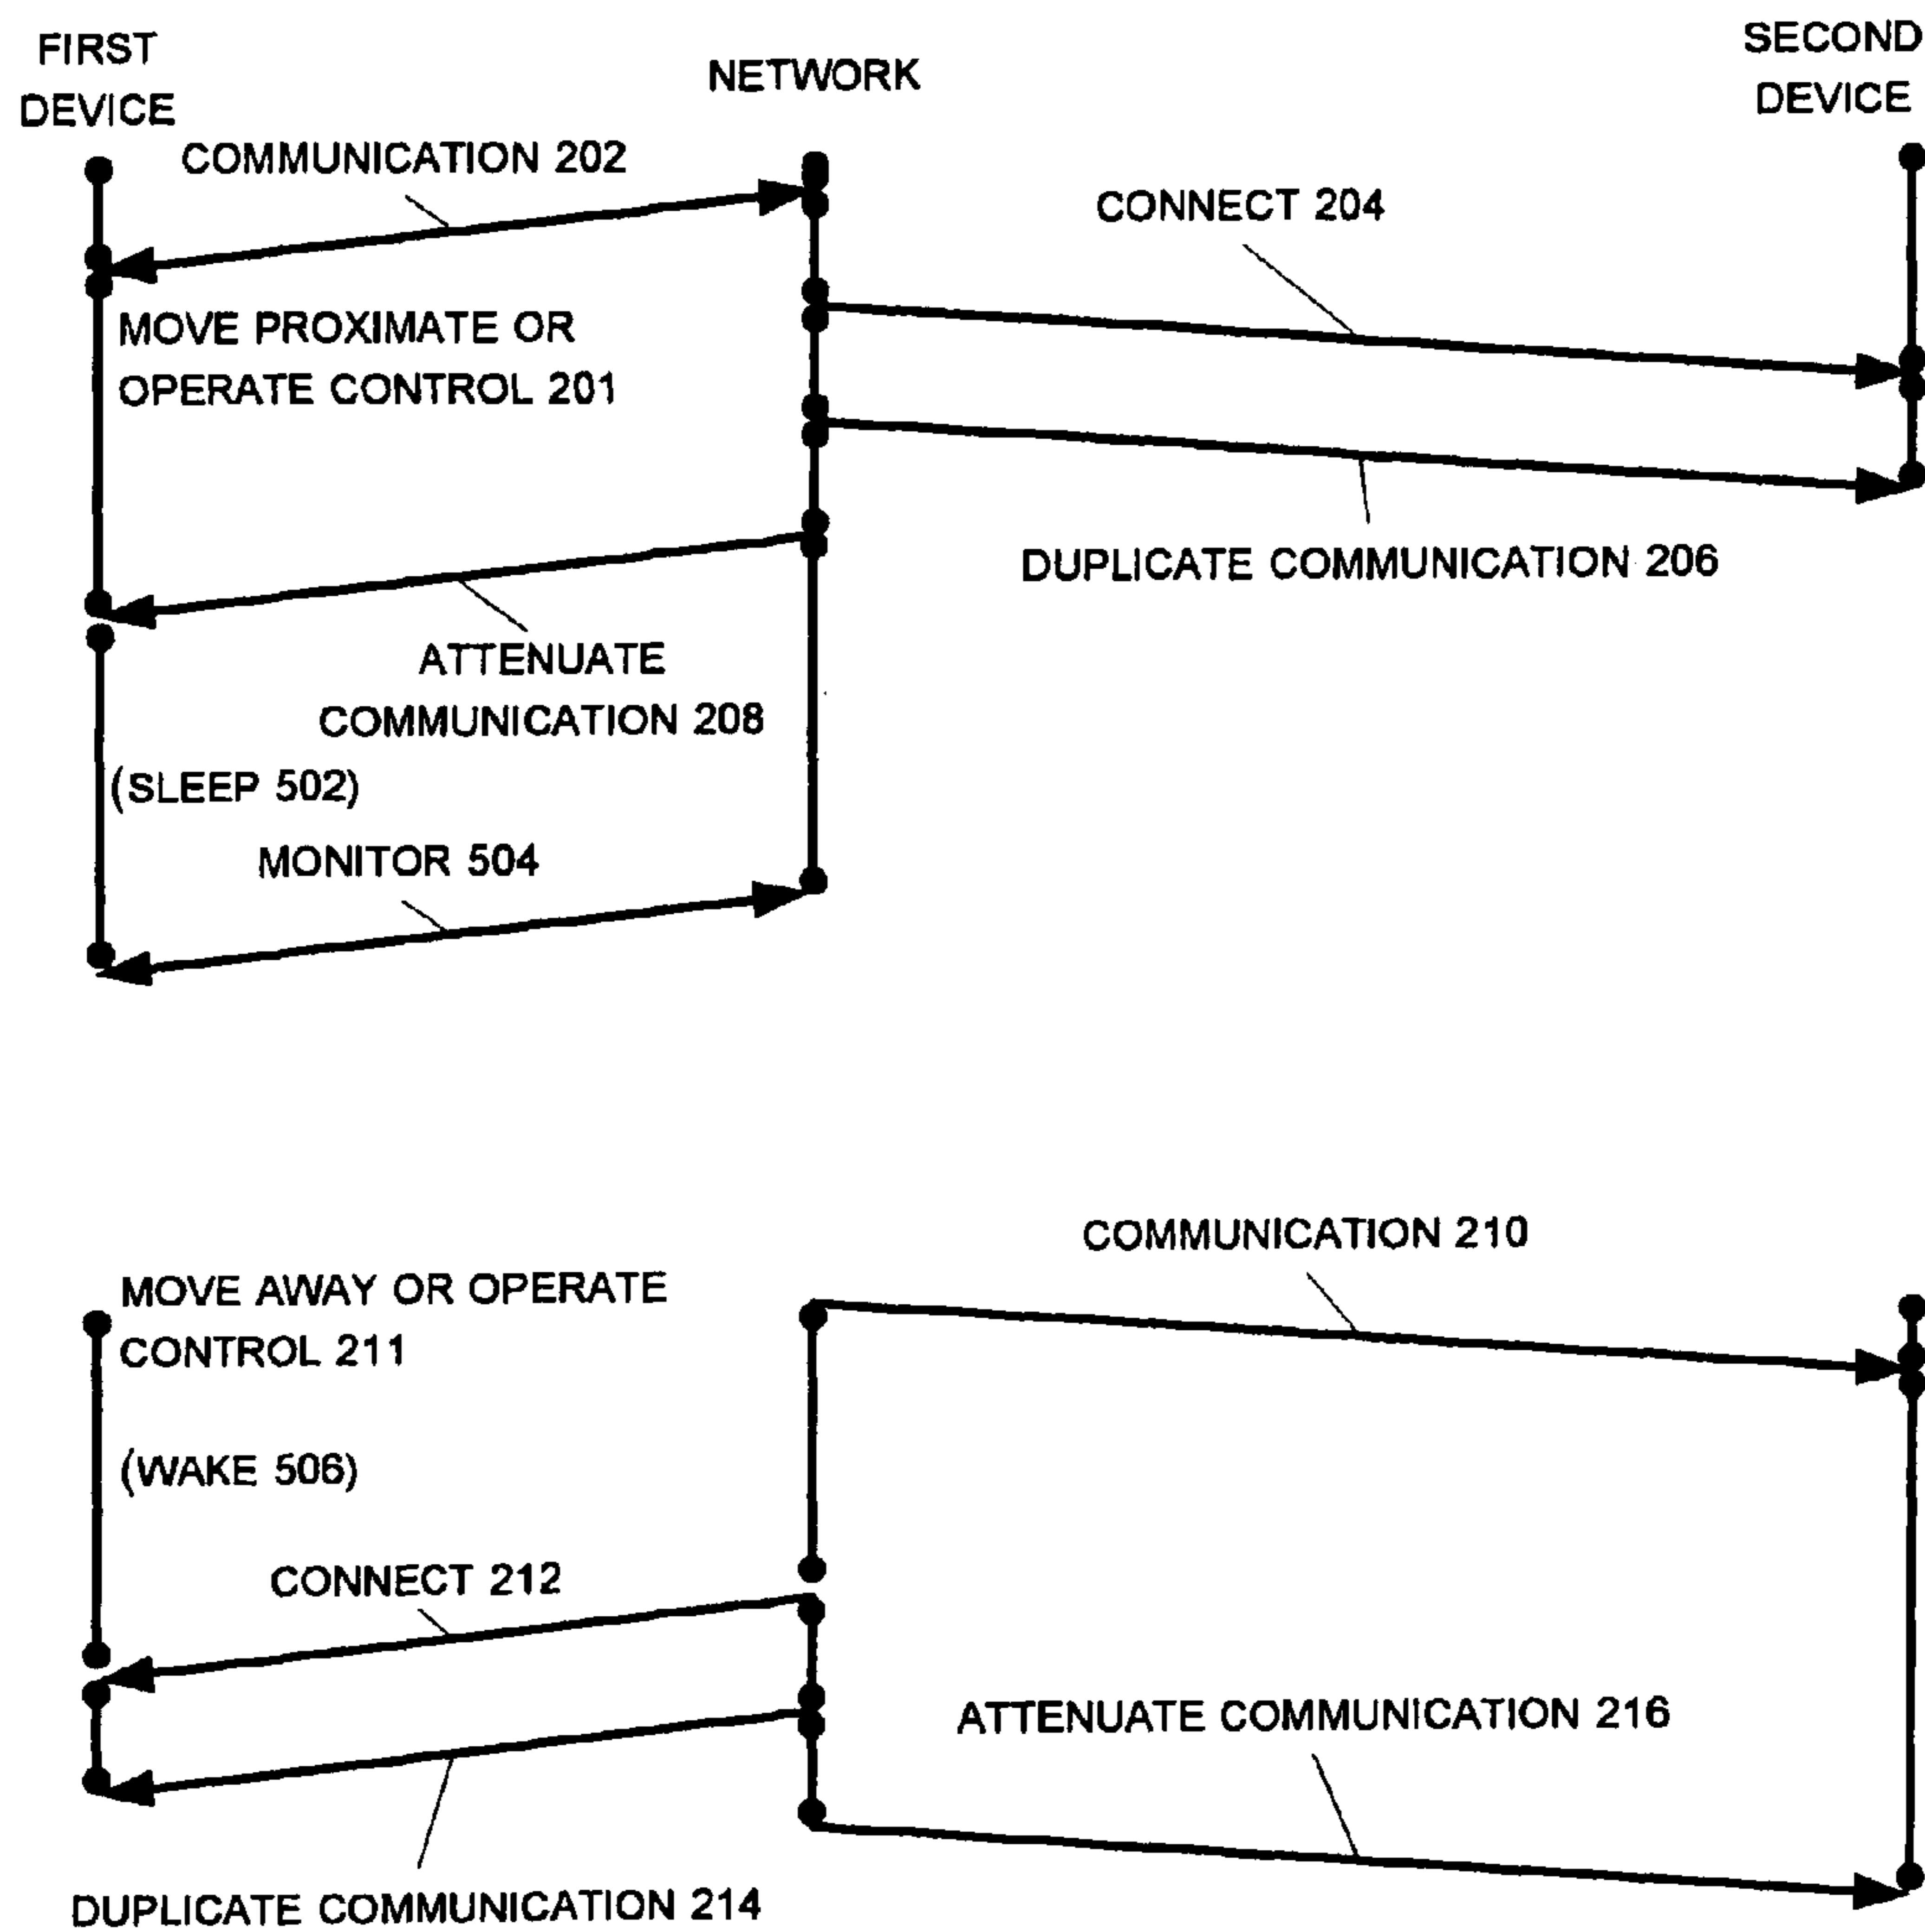 FIRST
DEVICE
NETWORK
SECOND
DEVICE
COMMUNICATION 202
CONNECT 204
MOVE PROXIMATE OR
OPERATE CONTROL 201
DUPLICATE COMMUNICATION 206
ATTENUATE
COMMUNICATION 208
(SLEEP 502)
MONITOR 504
COMMUNICATION 210
MOVE AWAY OR OPERATE
CONTROL 211
(WAKE 506)
CONNECT 212
ATTENUATE COMMUNICATION 216
DUPLICATE COMMUNICATION 214